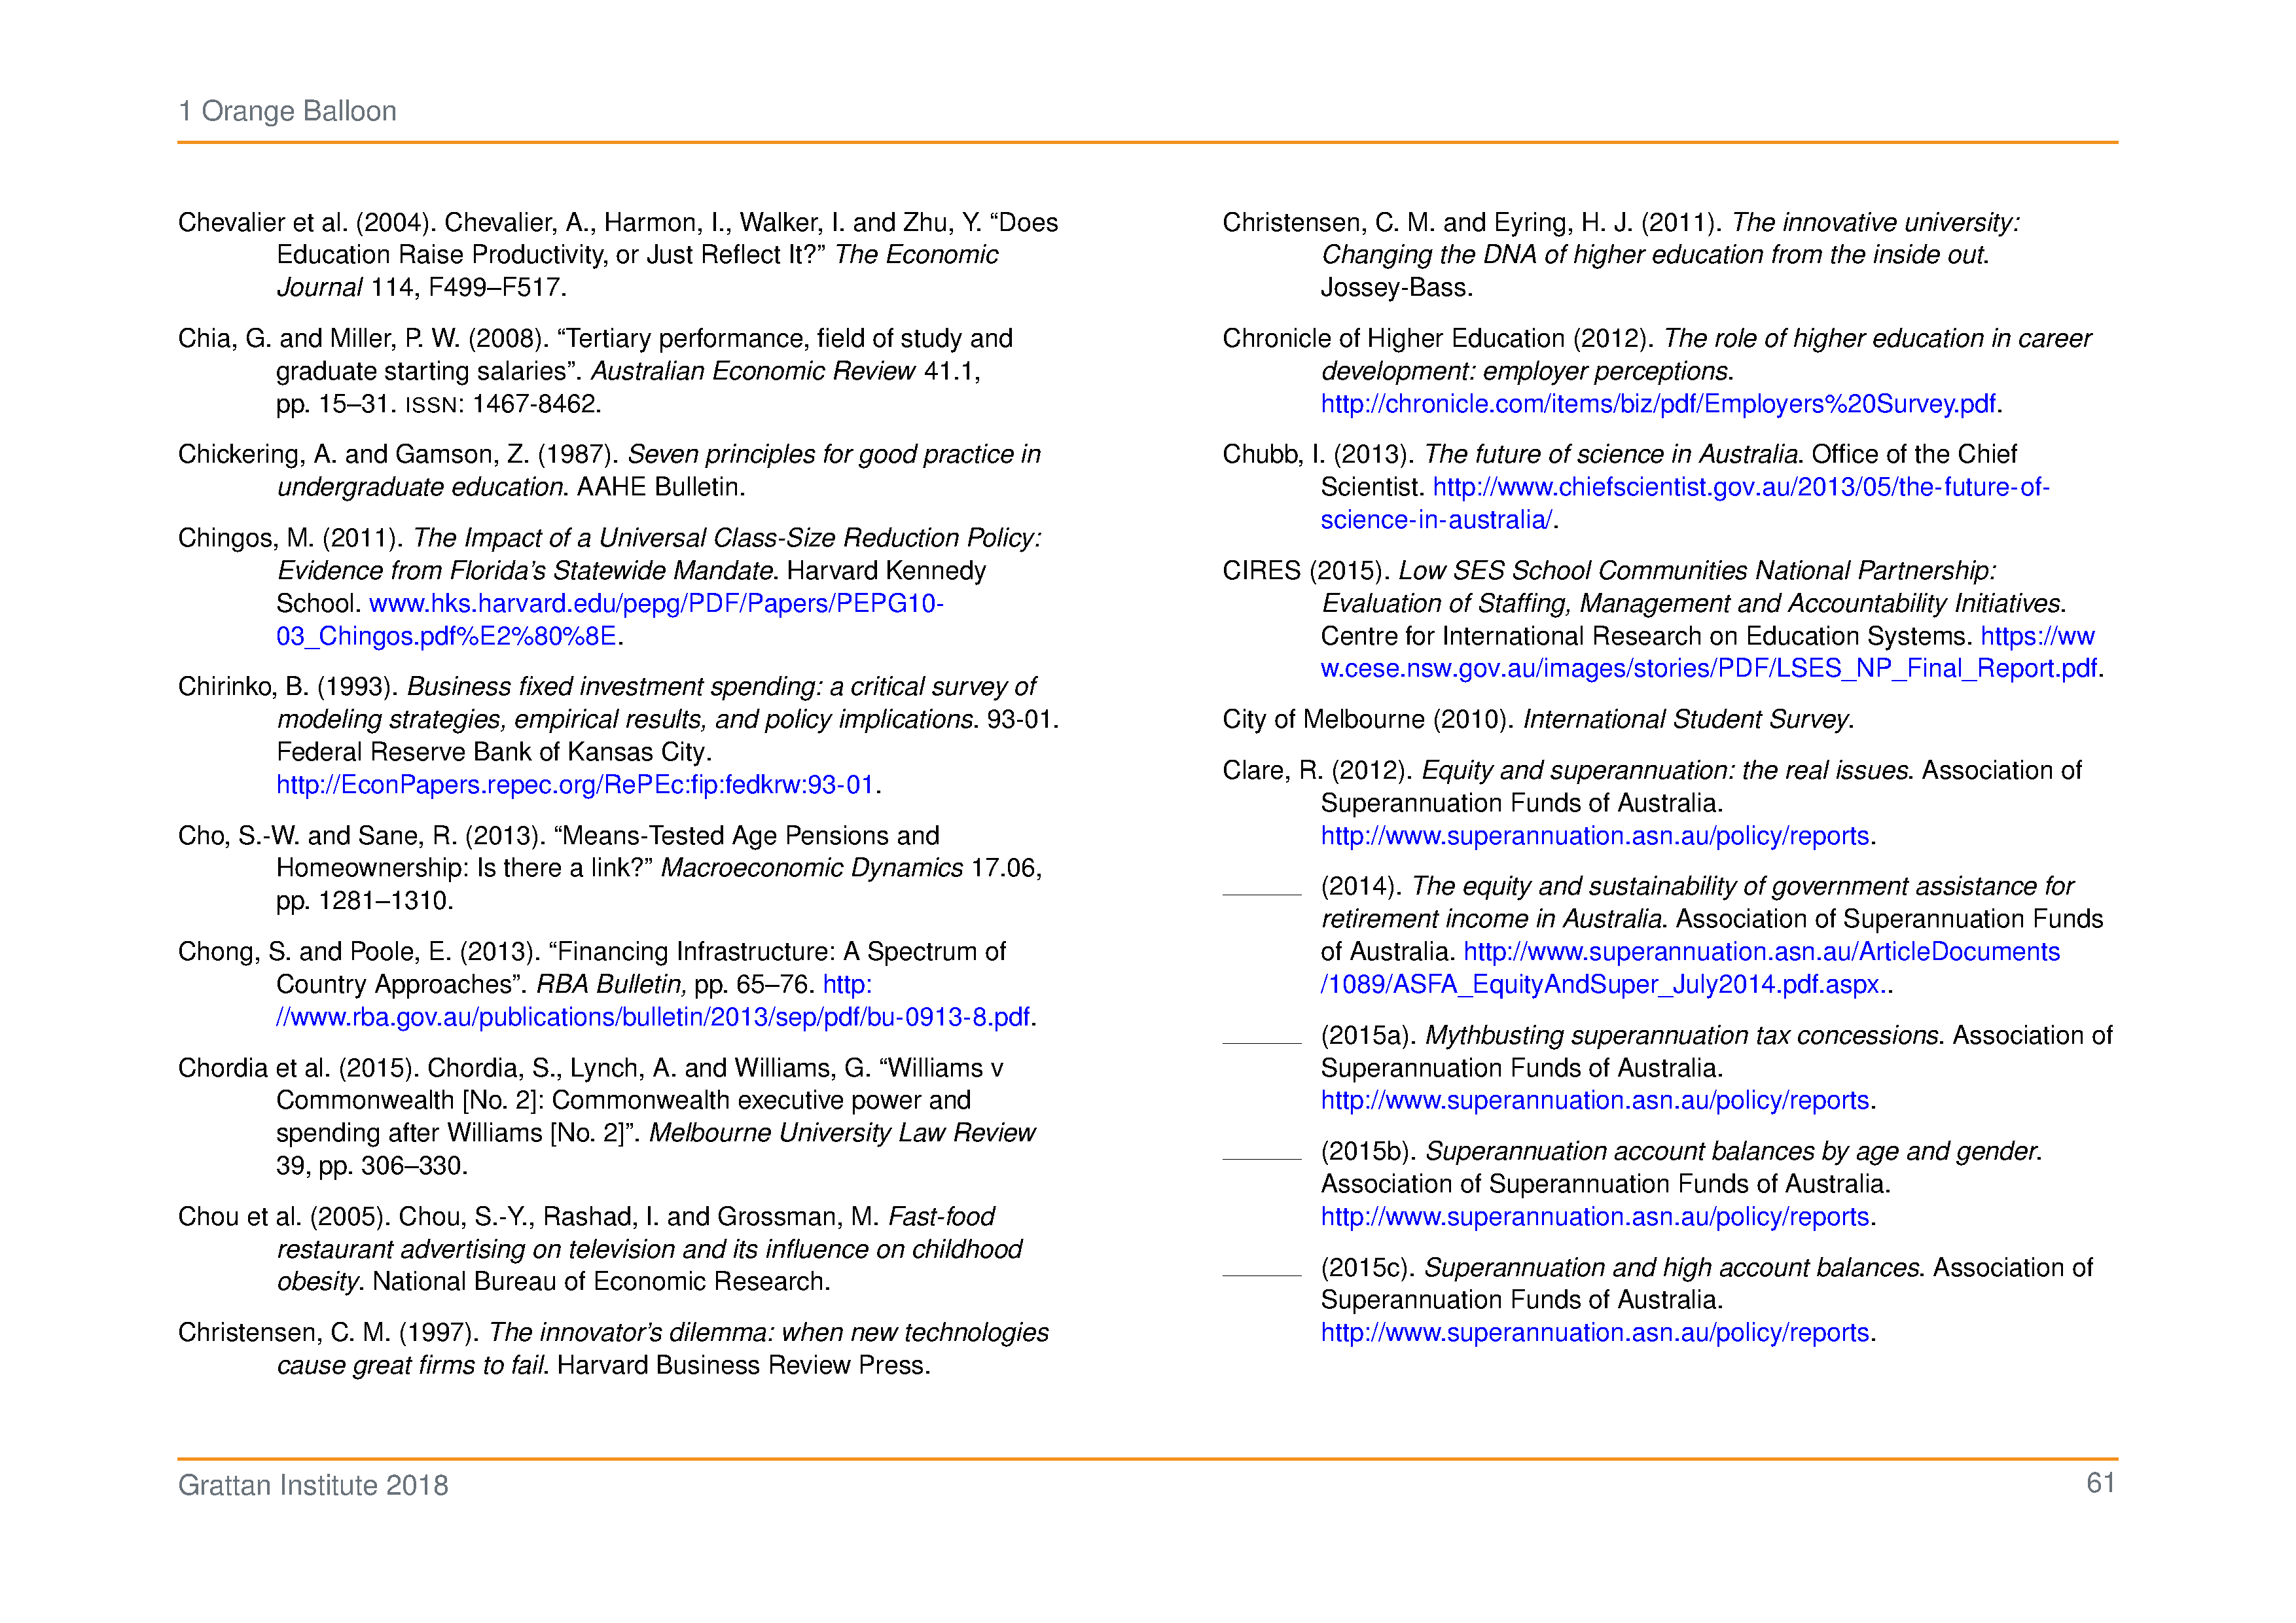 1 Orange Balloon
Chevalier et al. (2004). Chevalier, A., Harmon, I., Walker, I. and Zhu, Y. “Does
Education Raise Productivity, or Just Reflect It?” The Economic
Journal 114, F499–F517.
Chia, G. and Miller, P. W. (2008). “Tertiary performance, field of study and
graduate starting salaries”. Australian Economic Review 41.1,
pp. 15–31. ISSN: 1467-8462.
Chickering, A. and Gamson, Z. (1987). Seven principles for good practice in
undergraduate education. AAHE Bulletin.
Chingos, M. (2011). The Impact of a Universal Class-Size Reduction Policy:
Evidence from Florida’s Statewide Mandate. Harvard Kennedy
School. www.hks.harvard.edu/pepg/PDF/Papers/PEPG10-
03_Chingos.pdf%E2%80%8E.
Chirinko, B. (1993). Business fixed investment spending: a critical survey of
modeling strategies, empirical results, and policy implications. 93-01.
Federal Reserve Bank of Kansas City.
http://EconPapers.repec.org/RePEc:fip:fedkrw:93-01.
Cho, S.-W. and Sane, R. (2013). “Means-Tested Age Pensions and
Homeownership: Is there a link?” Macroeconomic Dynamics 17.06,
pp. 1281–1310.
Chong, S. and Poole, E. (2013). “Financing Infrastructure: A Spectrum of
Country Approaches”. RBA Bulletin, pp. 65–76. http:
//www.rba.gov.au/publications/bulletin/2013/sep/pdf/bu-0913-8.pdf.
Chordia et al. (2015). Chordia, S., Lynch, A. and Williams, G. “Williams v
Commonwealth [No. 2]: Commonwealth executive power and
spending after Williams [No. 2]”. Melbourne University Law Review
39, pp. 306–330.
Chou et al. (2005). Chou, S.-Y., Rashad, I. and Grossman, M. Fast-food
restaurant advertising on television and its influence on childhood
obesity. National Bureau of Economic Research.
Christensen, C. M. (1997). The innovator’s dilemma: when new technologies
cause great firms to fail. Harvard Business Review Press.
Christensen, C. M. and Eyring, H. J. (2011). The innovative university:
Changing the DNA of higher education from the inside out.
Jossey-Bass.
Chronicle of Higher Education (2012). The role of higher education in career
development: employer perceptions.
http://chronicle.com/items/biz/pdf/Employers%20Survey.pdf.
Chubb, I. (2013). The future of science in Australia. Office of the Chief
Scientist. http://www.chiefscientist.gov.au/2013/05/the-future-of-
science-in-australia/.
CIRES (2015). Low SES School Communities National Partnership:
Evaluation of Staffing, Management and Accountability Initiatives.
Centre for International Research on Education Systems. https://ww
w.cese.nsw.gov.au/images/stories/PDF/LSES_NP_Final_Report.pdf.
City of Melbourne (2010). International Student Survey.
Clare, R. (2012). Equity and superannuation: the real issues. Association of
Superannuation Funds of Australia.
http://www.superannuation.asn.au/policy/reports.
(2014). The equity and sustainability of government assistance for
retirement income in Australia. Association of Superannuation Funds
of Australia. http://www.superannuation.asn.au/ArticleDocuments
/1089/ASFA_EquityAndSuper_July2014.pdf.aspx..
(2015a). Mythbusting superannuation tax concessions. Association of
Superannuation Funds of Australia.
http://www.superannuation.asn.au/policy/reports.
(2015b). Superannuation account balances by age and gender.
Association of Superannuation Funds of Australia.
http://www.superannuation.asn.au/policy/reports.
(2015c). Superannuation and high account balances. Association of
Superannuation Funds of Australia.
http://www.superannuation.asn.au/policy/reports.
Grattan Institute 2018
61